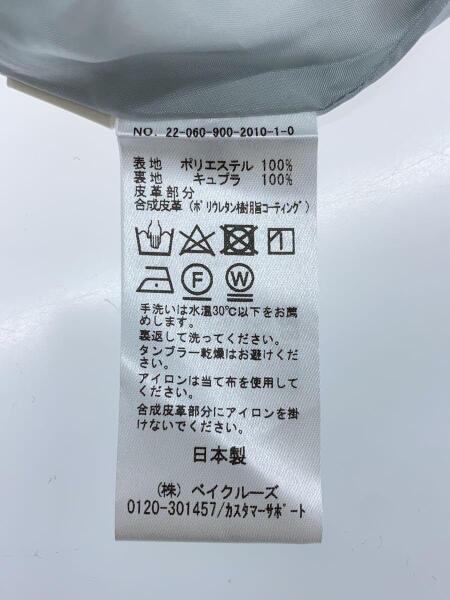 NO. 22-060-900-2010-1-0
表地 ポリエステル 100%
裏地 キュプラ 100%
皮革部分
合成皮革(ポリウレタン樹脂コーティング)
F W
手洗いは水温30℃以下をお薦
めします。
裏返して洗ってください。
タンブラー乾燥はお避けくだ
さい。
アイロンは当て布を使用して
ください。
合成皮革部分にアイロンを掛
けないでください。
日本製
(株) ベイクルーズ
0120-301457/カスタマーサポート